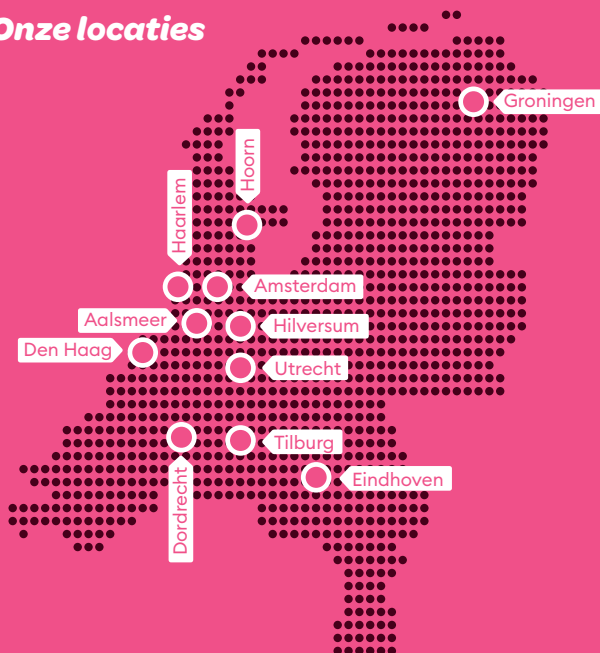 Onze locaties
Groningen
Hoorn
Haarlem
Amsterdam
Aalsmeer
Hilversum
Den Haag
Utrecht
Tilburg
Eindhoven
Dordrecht